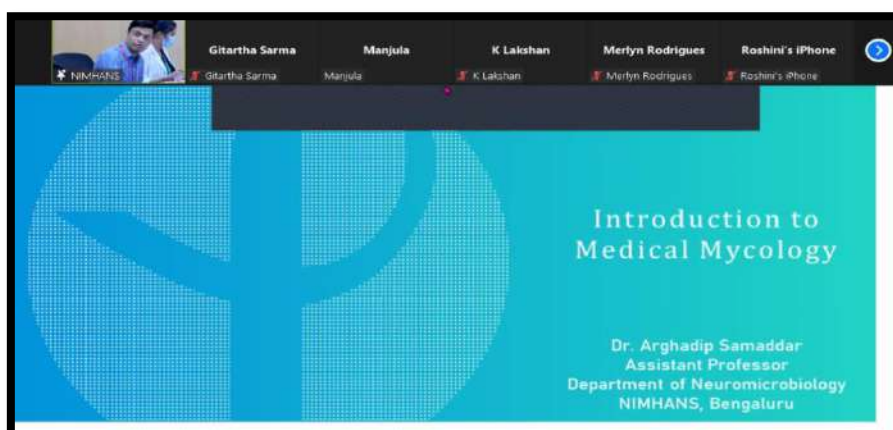 Gitartha Sarma
Manjula
K Lakshan
Merlyn Rodrigues
Roshini's iPhone
NIMHANS
Gitartha Sarma
Manjula
K Lakshan
Merlyn Rodrigues
Roshini's iPhone
Introduction to
Medical Mycology
Dr. Arghadip Samaddar
Assistant Professor
Department of Neuromicrobiology
NIMHANS, Bengaluru